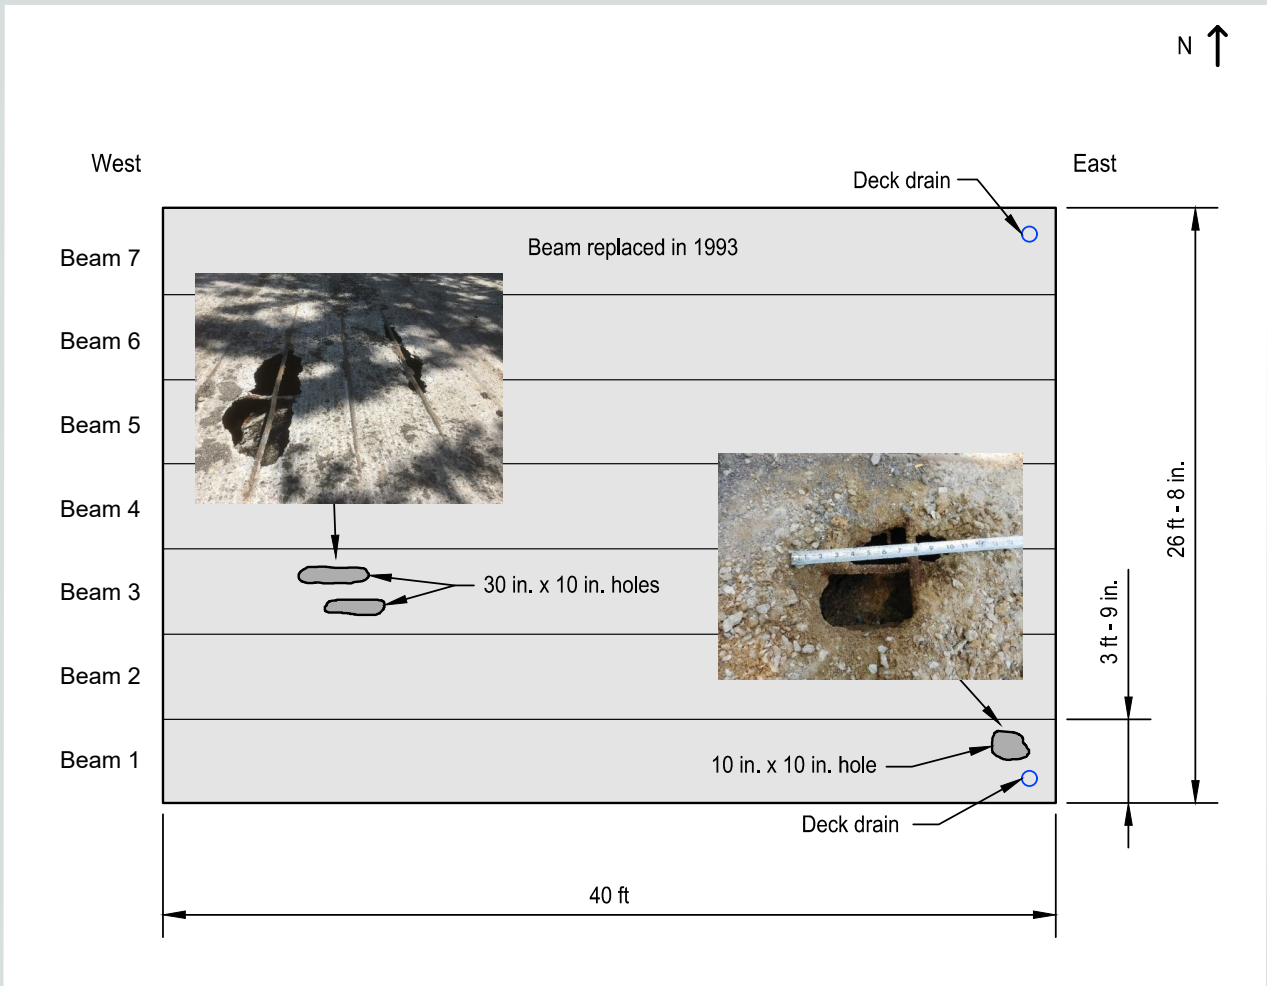 N
West
East
Deck drain
Beam replaced in 1993
Beam 7
Beam 6
Beam 5
Beam 4
Beam 3
30 in. x 10 in. holes
Beam 2
Beam 1
10 in. x 10 in. hole
Deck drain
3 ft - 9 in.
26 ft - 8 in.
40 ft